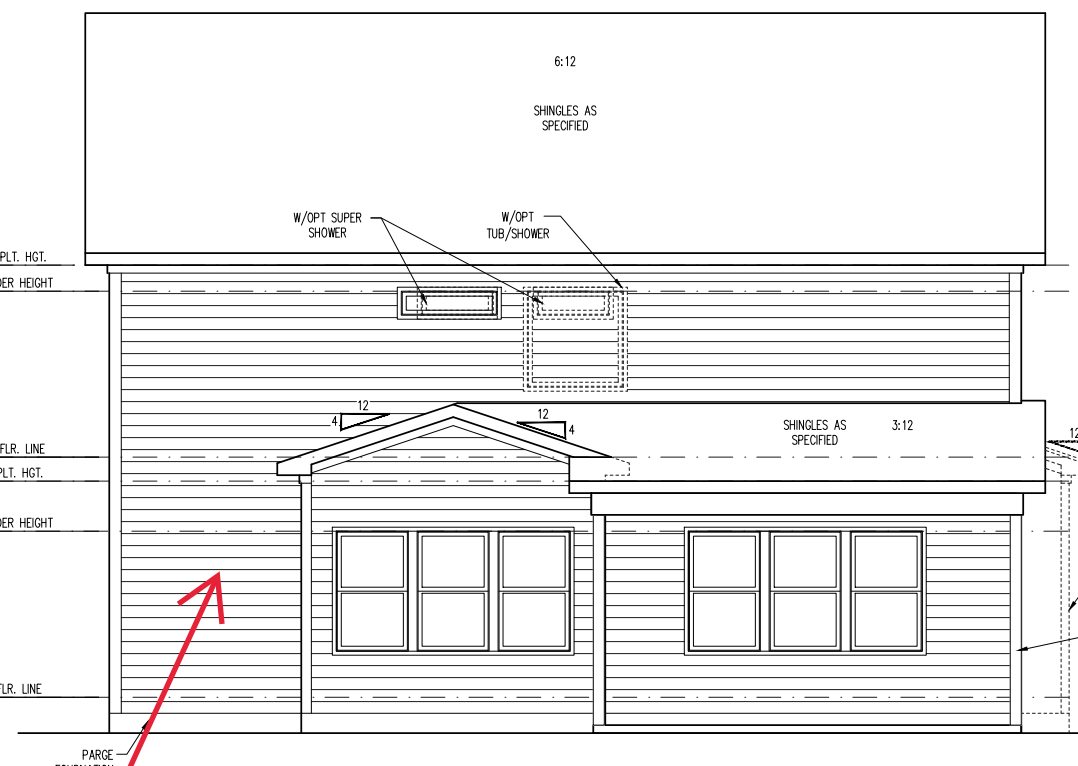 6:12
SHINGLES AS
SPECIFIED
W/OPT SUPER
SHOWER
W/OPT
TUB/SHOWER
PLT. HGT.
DER HEIGHT
12
4
12
4
SHINGLES AS
SPECIFIED
3:12
12
FLR. LINE
PLT. HGT.
DER HEIGHT
FLR. LINE
PARGE